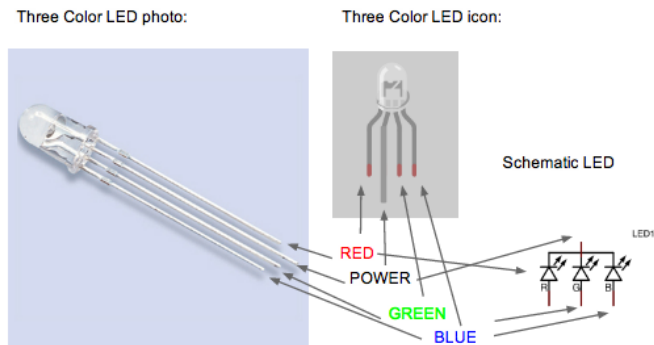 Three Color LED photo:
Three Color LED icon:
Schematic LED
LED1
RED
POWER
R G B
GREEN
BLUE